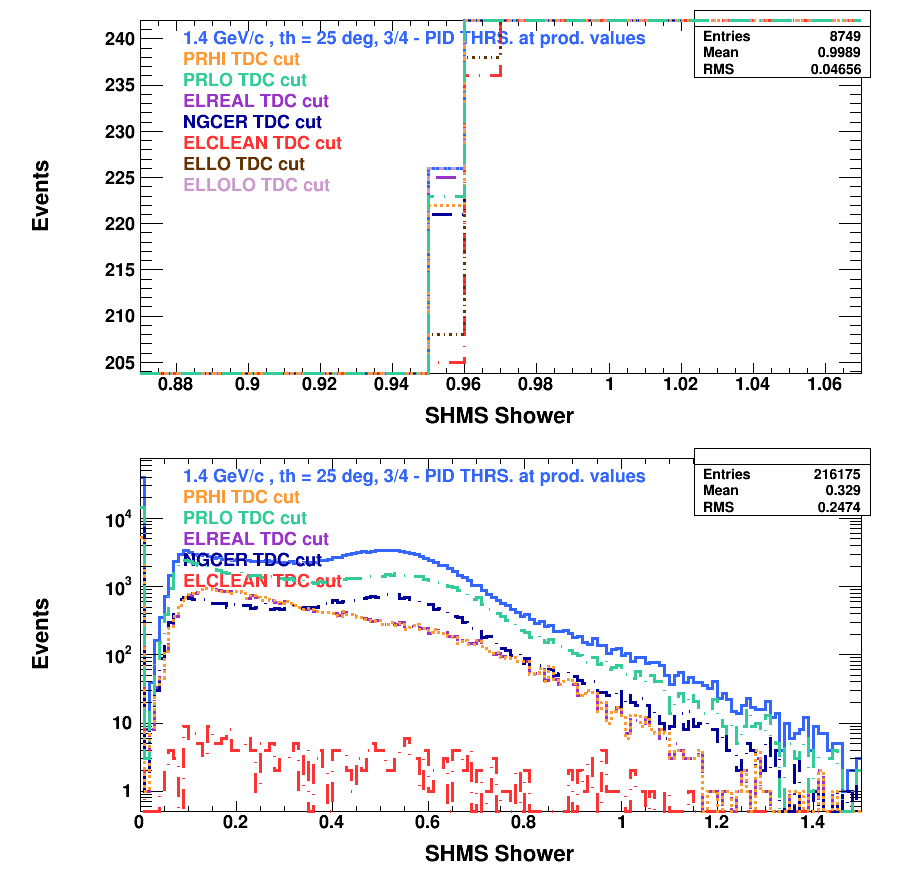 240
235
230
225
220
215
210
205
Events
1.4 GeV/c , th = 25 deg, 3/4 - PID THRS. at prod. values
PRHI TDC cut
PRLO TDC cut
ELREAL TDC cut
NGCER TDC cut
ELCLEAN TDC cut
ELLO TDC cut
ELLOLO TDC cut
Entries 8749
Mean 0.9989
RMS 0.04656
0.88 0.9 0.92 0.94 0.96 0.98 1 1.02 1.04 1.06
SHMS Shower
10^4
10^3
10^2
10
1
Events
1.4 GeV/c , th = 25 deg, 3/4 - PID THRS. at prod. values
PRHI TDC cut
PRLO TDC cut
ELREAL TDC cut
NGCER TDC cut
ELCLEAN TDC cut
Entries 216175
Mean 0.329
RMS 0.2474
0 0.2 0.4 0.6 0.8 1 1.2 1.4
SHMS Shower